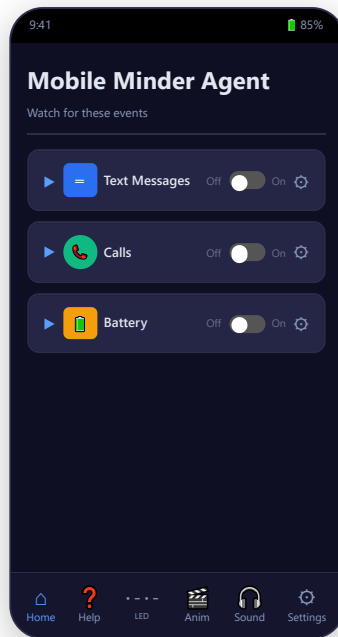 9:41 85%
Mobile Minder Agent
Watch for these events
Text Messages Off On
Calls Off On
Battery Off On
Home Help LED Anim Sound Settings